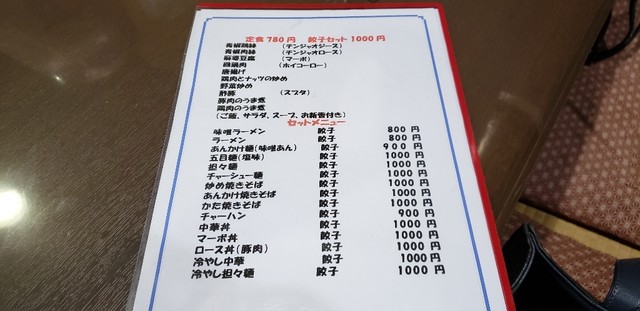 定食 780 円 餃子セット 1000 円
青椒鶏絲 (チンジャオジース)
青椒肉絲 (チンジャオロース)
麻婆豆腐 (マーボ)
回鍋肉 (ホイコーロー)
唐揚げ
鶏肉とナッツの炒め
野菜炒め
酢豚 (スブタ)
豚肉のうま煮
鶏肉のうま煮
(ご飯、サラダ、スープ、お新香付き)
セットメニュー
味噌ラーメン 餃子 800 円
ラーメン 餃子 800 円
あんかけ麺(味噌あん) 餃子 900 円
五目麺(塩味) 餃子 1000 円
担々麺 餃子 1000 円
チャーシュー麺 餃子 1000 円
炒め焼きそば 餃子 1000 円
あんかけ焼きそば 餃子 1000 円
かた焼きそば 餃子 1000 円
チャーハン 餃子 900 円
中華丼 餃子 1000 円
マーボ丼 餃子 1000 円
ロース丼(豚肉) 餃子 1000 円
冷やし中華 餃子 1000 円
冷やし担々麺 餃子 1000 円